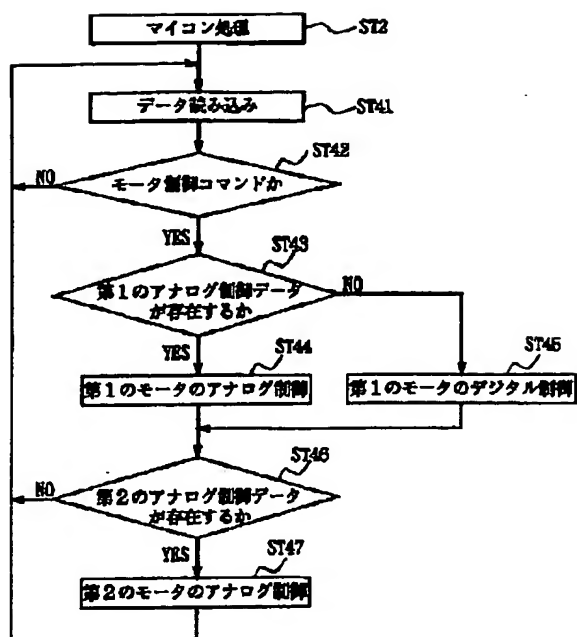 マイコン処理
ST2
データ読み込み
ST41
ST42
モータ制御コマンドか
NO
YES
ST43
第1のアナログ制御データ
が存在するか
NO
YES
ST44
第1のモータのアナログ制御
ST45
第1のモータのデジタル制御
ST46
第2のアナログ制御データ
が存在するか
NO
YES
ST47
第2のモータのアナログ制御